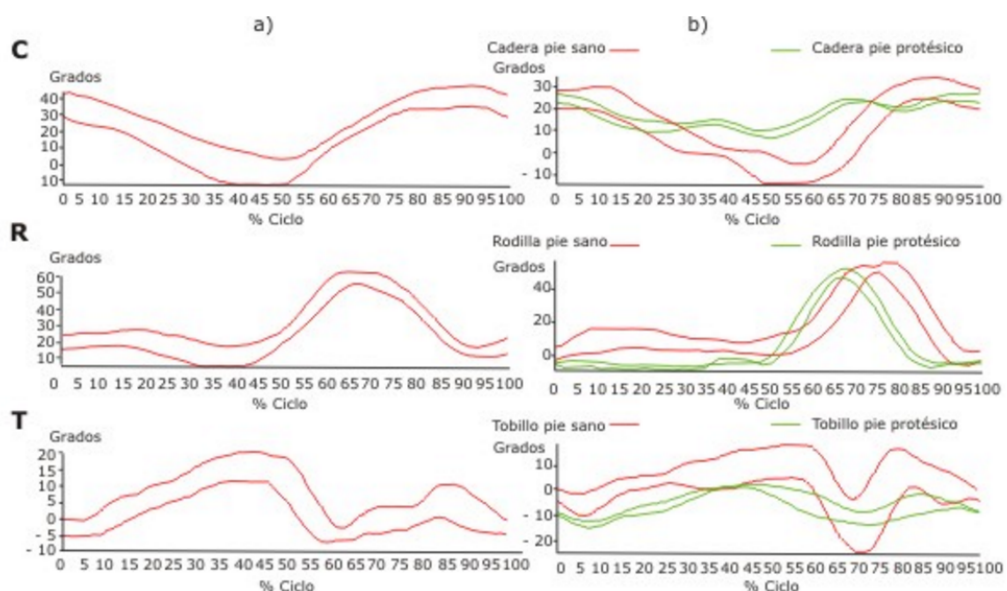 a)
b)
C
Cadera pie sano
Cadera pie protésico
Grados
40
30
20
10
0
10
0 5 10 15 20 25 30 35 40 45 50 55 60 65 70 75 80 85 90 95 100
% Ciclo
Grados
30
20
10
0
- 10
0 5 10 15 20 25 30 35 40 45 50 55 60 65 70 75 80 85 90 95 100
% Ciclo
R
Rodilla pie sano
Rodilla pie protésico
Grados
60
50
40
30
20
10
0 5 10 15 20 25 30 35 40 45 50 55 60 65 70 75 80 85 90 95 100
% Ciclo
Grados
40
20
0
0 5 10 15 20 25 30 35 40 45 50 55 60 65 70 75 80 85 90 95 100
% Ciclo
T
Tobillo pie sano
Tobillo pie protésico
Grados
20
15
10
5
0
- 5
- 10
0 5 10 15 20 25 30 35 40 45 50 55 60 65 70 75 80 85 90 95 100
% Ciclo
Grados
10
0
- 10
- 20
0 5 10 15 20 25 30 35 40 45 50 55 60 65 70 75 80 85 90 95 100
% Ciclo